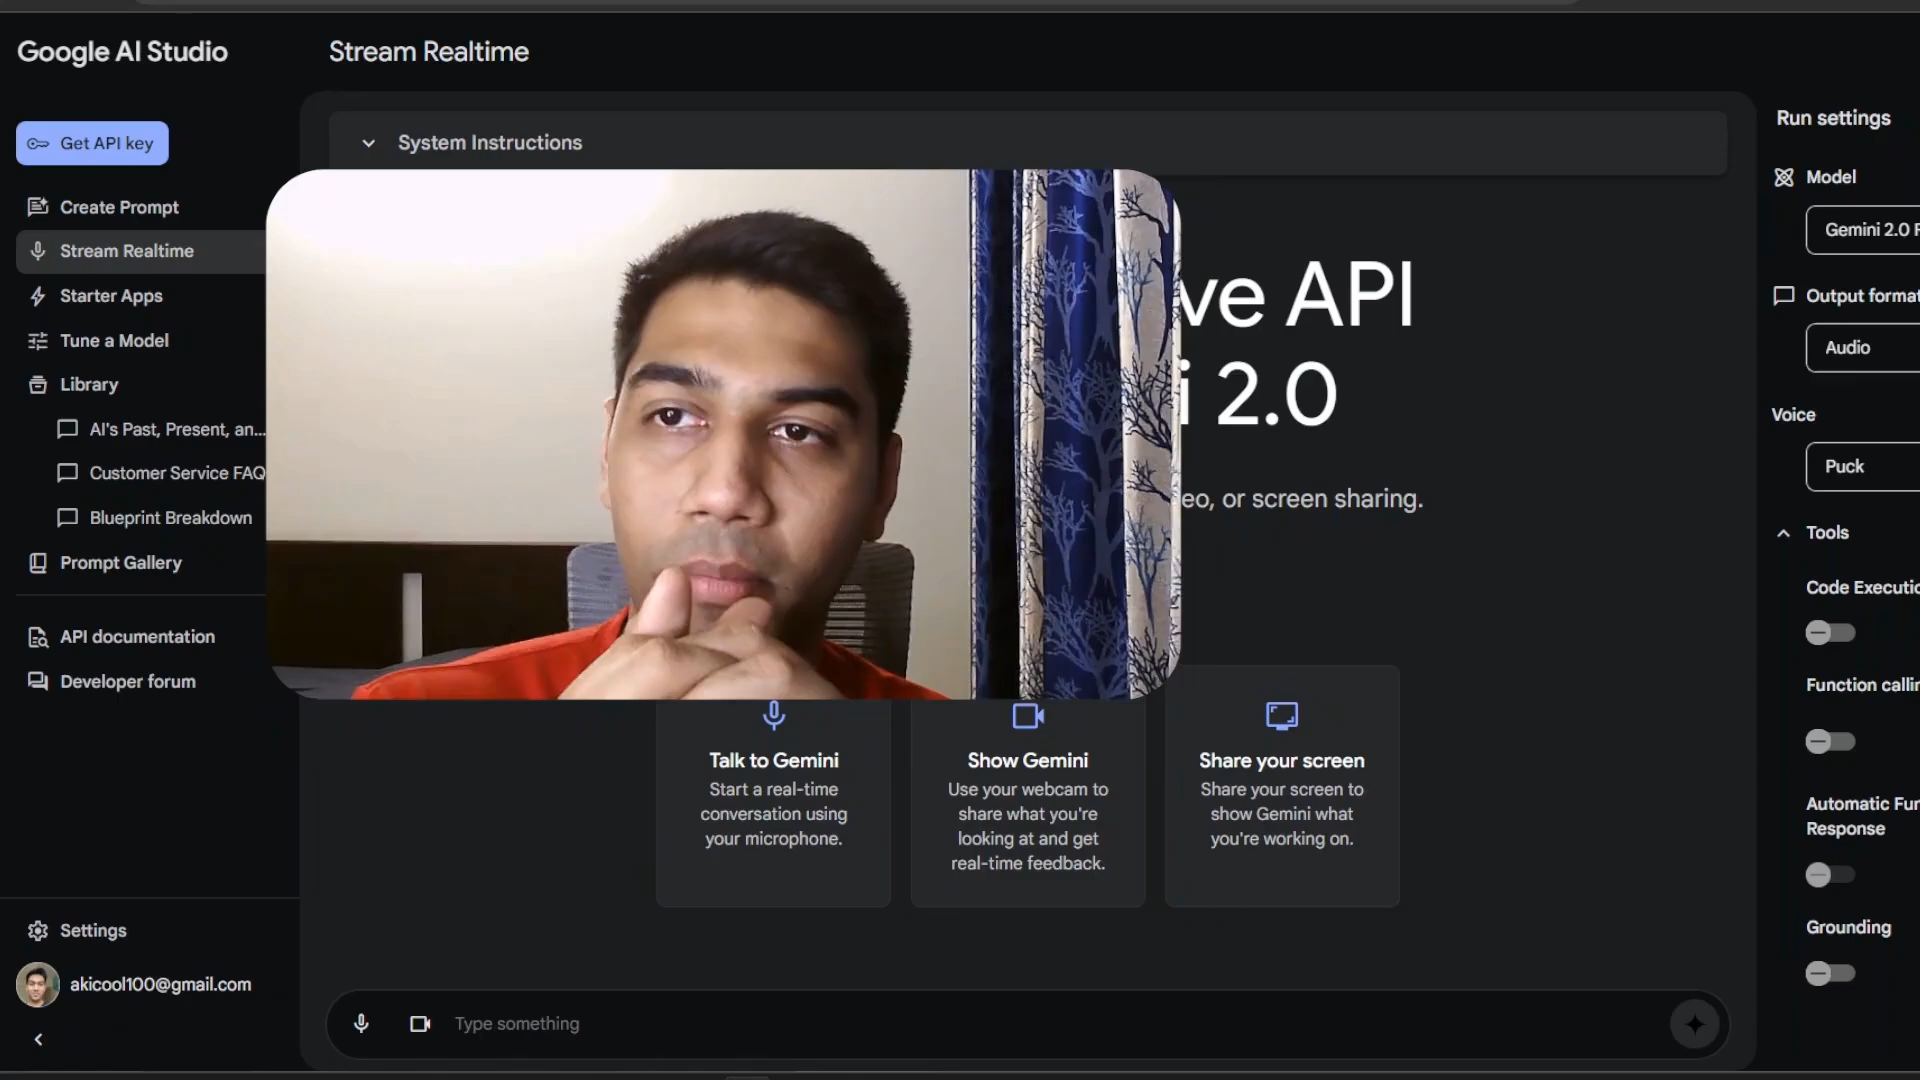 Google AI Studio
Stream Realtime
Get API key
Create Prompt
Stream Realtime
Starter Apps
Tune a Model
Library
AI's Past, Present, an...
Customer Service FAQ
Blueprint Breakdown
Prompt Gallery
API documentation
Developer forum
Settings
akicool100@gmail.com
System Instructions
ve API
i 2.0
eo, or screen sharing.
Talk to Gemini
Start a real-time
conversation using
your microphone.
Show Gemini
Use your webcam to
share what you're
looking at and get
real-time feedback.
Share your screen
Share your screen to
show Gemini what
you're working on.
Type something
Run settings
Model
Gemini 2.0 F
Output format
Audio
Voice
Puck
Tools
Code Executio
Function callin
Automatic Fun
Response
Grounding